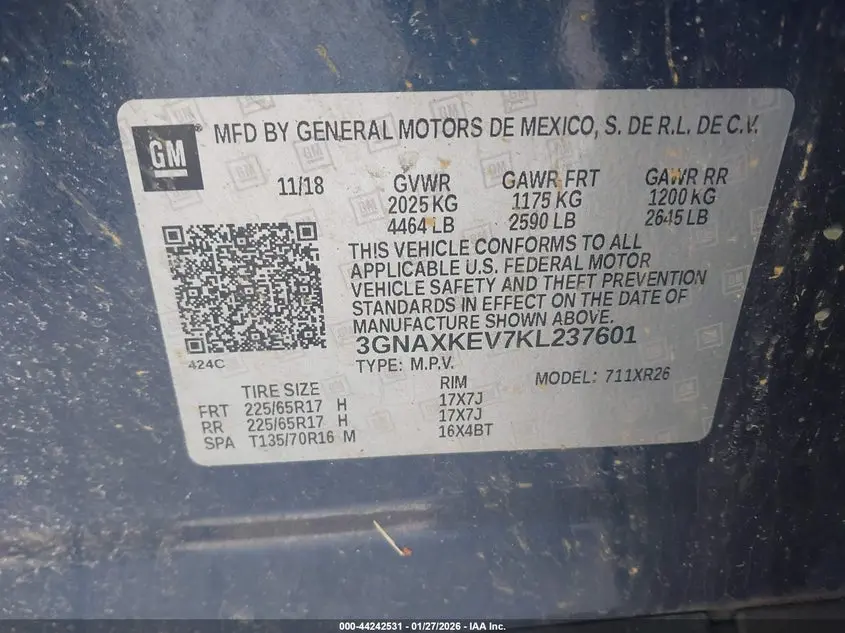 GM
MFD BY GENERAL MOTORS DE MEXICO, S. DE R.L. DE C.V.
11/18 GVWR GAWR FRT GAWR RR
2025 KG 1175 KG 1200 KG
4464 LB 2590 LB 2645 LB
THIS VEHICLE CONFORMS TO ALL
APPLICABLE U.S. FEDERAL MOTOR
VEHICLE SAFETY AND THEFT PREVENTION
STANDARDS IN EFFECT ON THE DATE OF
MANUFACTURE SHOWN ABOVE.
3GNAXKEV7KL237601
424C
TYPE: M.P.V.
MODEL: 711XR26
TIRE SIZE RIM
FRT 225/65R17 H 17X7J
RR 225/65R17 H 17X7J
SPA T135/70R16 M 16X4BT
000-44242531 - 01/27/2026 - IAA Inc.